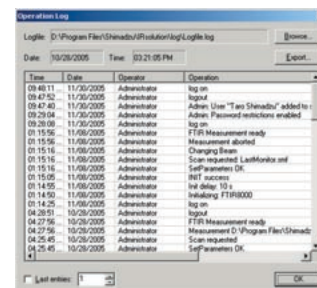 Operation Log
Logfile: D:\Program Files\Shimadzu\IRsolution\log\Logfile.log Browse...
Date: 10/28/2005 Time: 03:21:05 PM Export...
Time Date Operator Operation
09:48:11 ... 11/30/2005 Administrator log on
09:47:52 ... 11/30/2005 Administrator logout
09:47:40 ... 11/30/2005 Administrator Admin: User "Taro Shimadzu" added to s
09:29:04 ... 11/30/2005 Administrator Admin: Password restrictions enabled
09:28:08 ... 11/30/2005 Administrator log on
01:15:56 ... 11/08/2005 Administrator FTIR Measurement ready
01:15:56 ... 11/08/2005 Administrator Measurement aborted
01:15:16 ... 11/08/2005 Administrator Changing Beam
01:15:16 ... 11/08/2005 Administrator Scan requested: LastMonitor.smf
01:15:16 ... 11/08/2005 Administrator SetParameters OK
01:15:05 ... 11/08/2005 Administrator INIT success
01:14:55 ... 11/08/2005 Administrator Init delay: 10 s
01:14:50 ... 11/08/2005 Administrator Initializing: FTIR8000
01:14:25 ... 11/08/2005 Administrator log on
04:28:51 ... 10/28/2005 Administrator logout
04:27:56 ... 10/28/2005 Administrator FTIR Measurement ready
04:27:56 ... 10/28/2005 Administrator Measurement D:\Program Files\Shimadz
04:25:45 ... 10/28/2005 Administrator Scan requested
04:25:45 ... 10/28/2005 Administrator SetParameters OK
Last entries: 1 OK